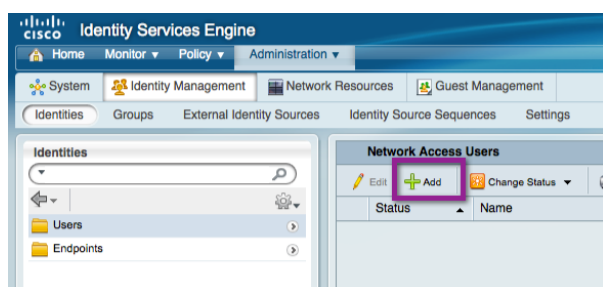 CISCO Identity Services Engine
Home Monitor Policy Administration
System Identity Management Network Resources Guest Management
Identities Groups External Identity Sources Identity Source Sequences Settings
Identities
Users
Endpoints
Network Access Users
Edit Add Change Status
Status Name